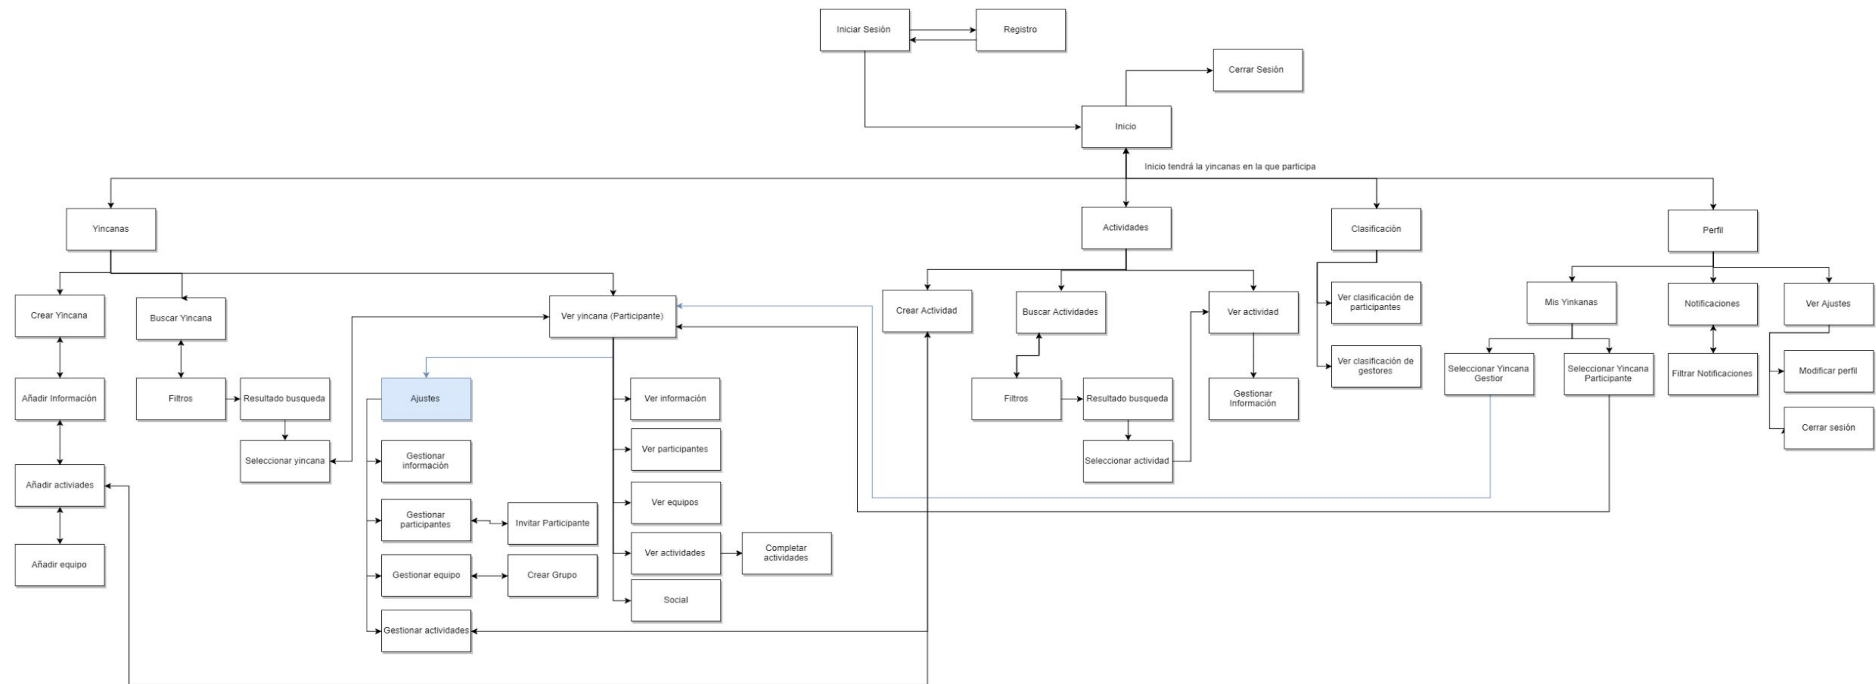 Iniciar Sesión
Registro
Cerrar Sesión
Inicio
Inicio tendrá la yincanas en la que participa
Yincanas
Actividades
Clasificación
Perfil
Crear Yincana
Buscar Yincana
Ver yincana (Participante)
Crear Actividad
Buscar Actividades
Ver actividad
Ver clasificación de
participantes
Mis Yinkanas
Notificaciones
Ver Ajustes
Ver clasificación de
gestores
Seleccionar Yincana
Gestior
Seleccionar Yincana
Participante
Filtrar Notificaciones
Modificar perfil
Añadir Información
Filtros
Resultado busqueda
Ajustes
Ver información
Filtros
Resultado busqueda
Gestionar
Información
Cerrar sesión
Seleccionar yincana
Gestionar
información
Ver participantes
Seleccionar actividad
Añadir activiades
Gestionar
participantes
Invitar Participante
Ver equipos
Añadir equipo
Gestionar equipo
Crear Grupo
Ver actividades
Completar
actividades
Social
Gestionar actividades